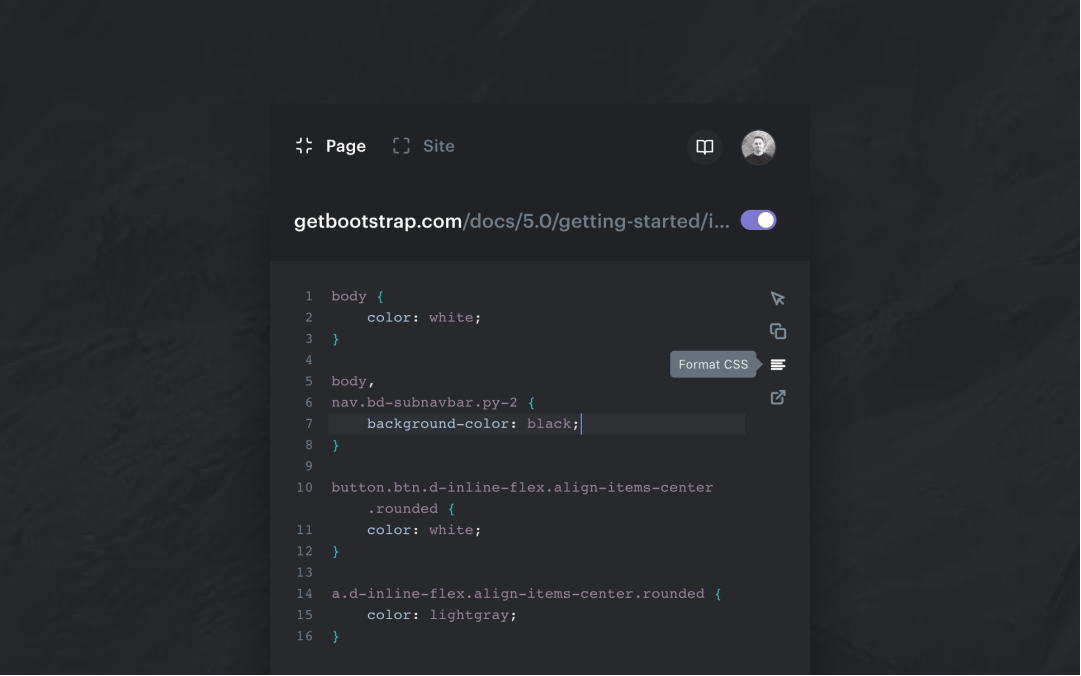 Page Site
getbootstrap.com/docs/5.0/getting-started/i...
1 body {
2     color: white;
3 }
4
Format CSS
5 body,
6 nav.bd-subnavbar.py-2 {
7     background-color: black;
8 }
9
10 button.btn.d-inline-flex.align-items-center
    .rounded {
11     color: white;
12 }
13
14 a.d-inline-flex.align-items-center.rounded {
15     color: lightgray;
16 }